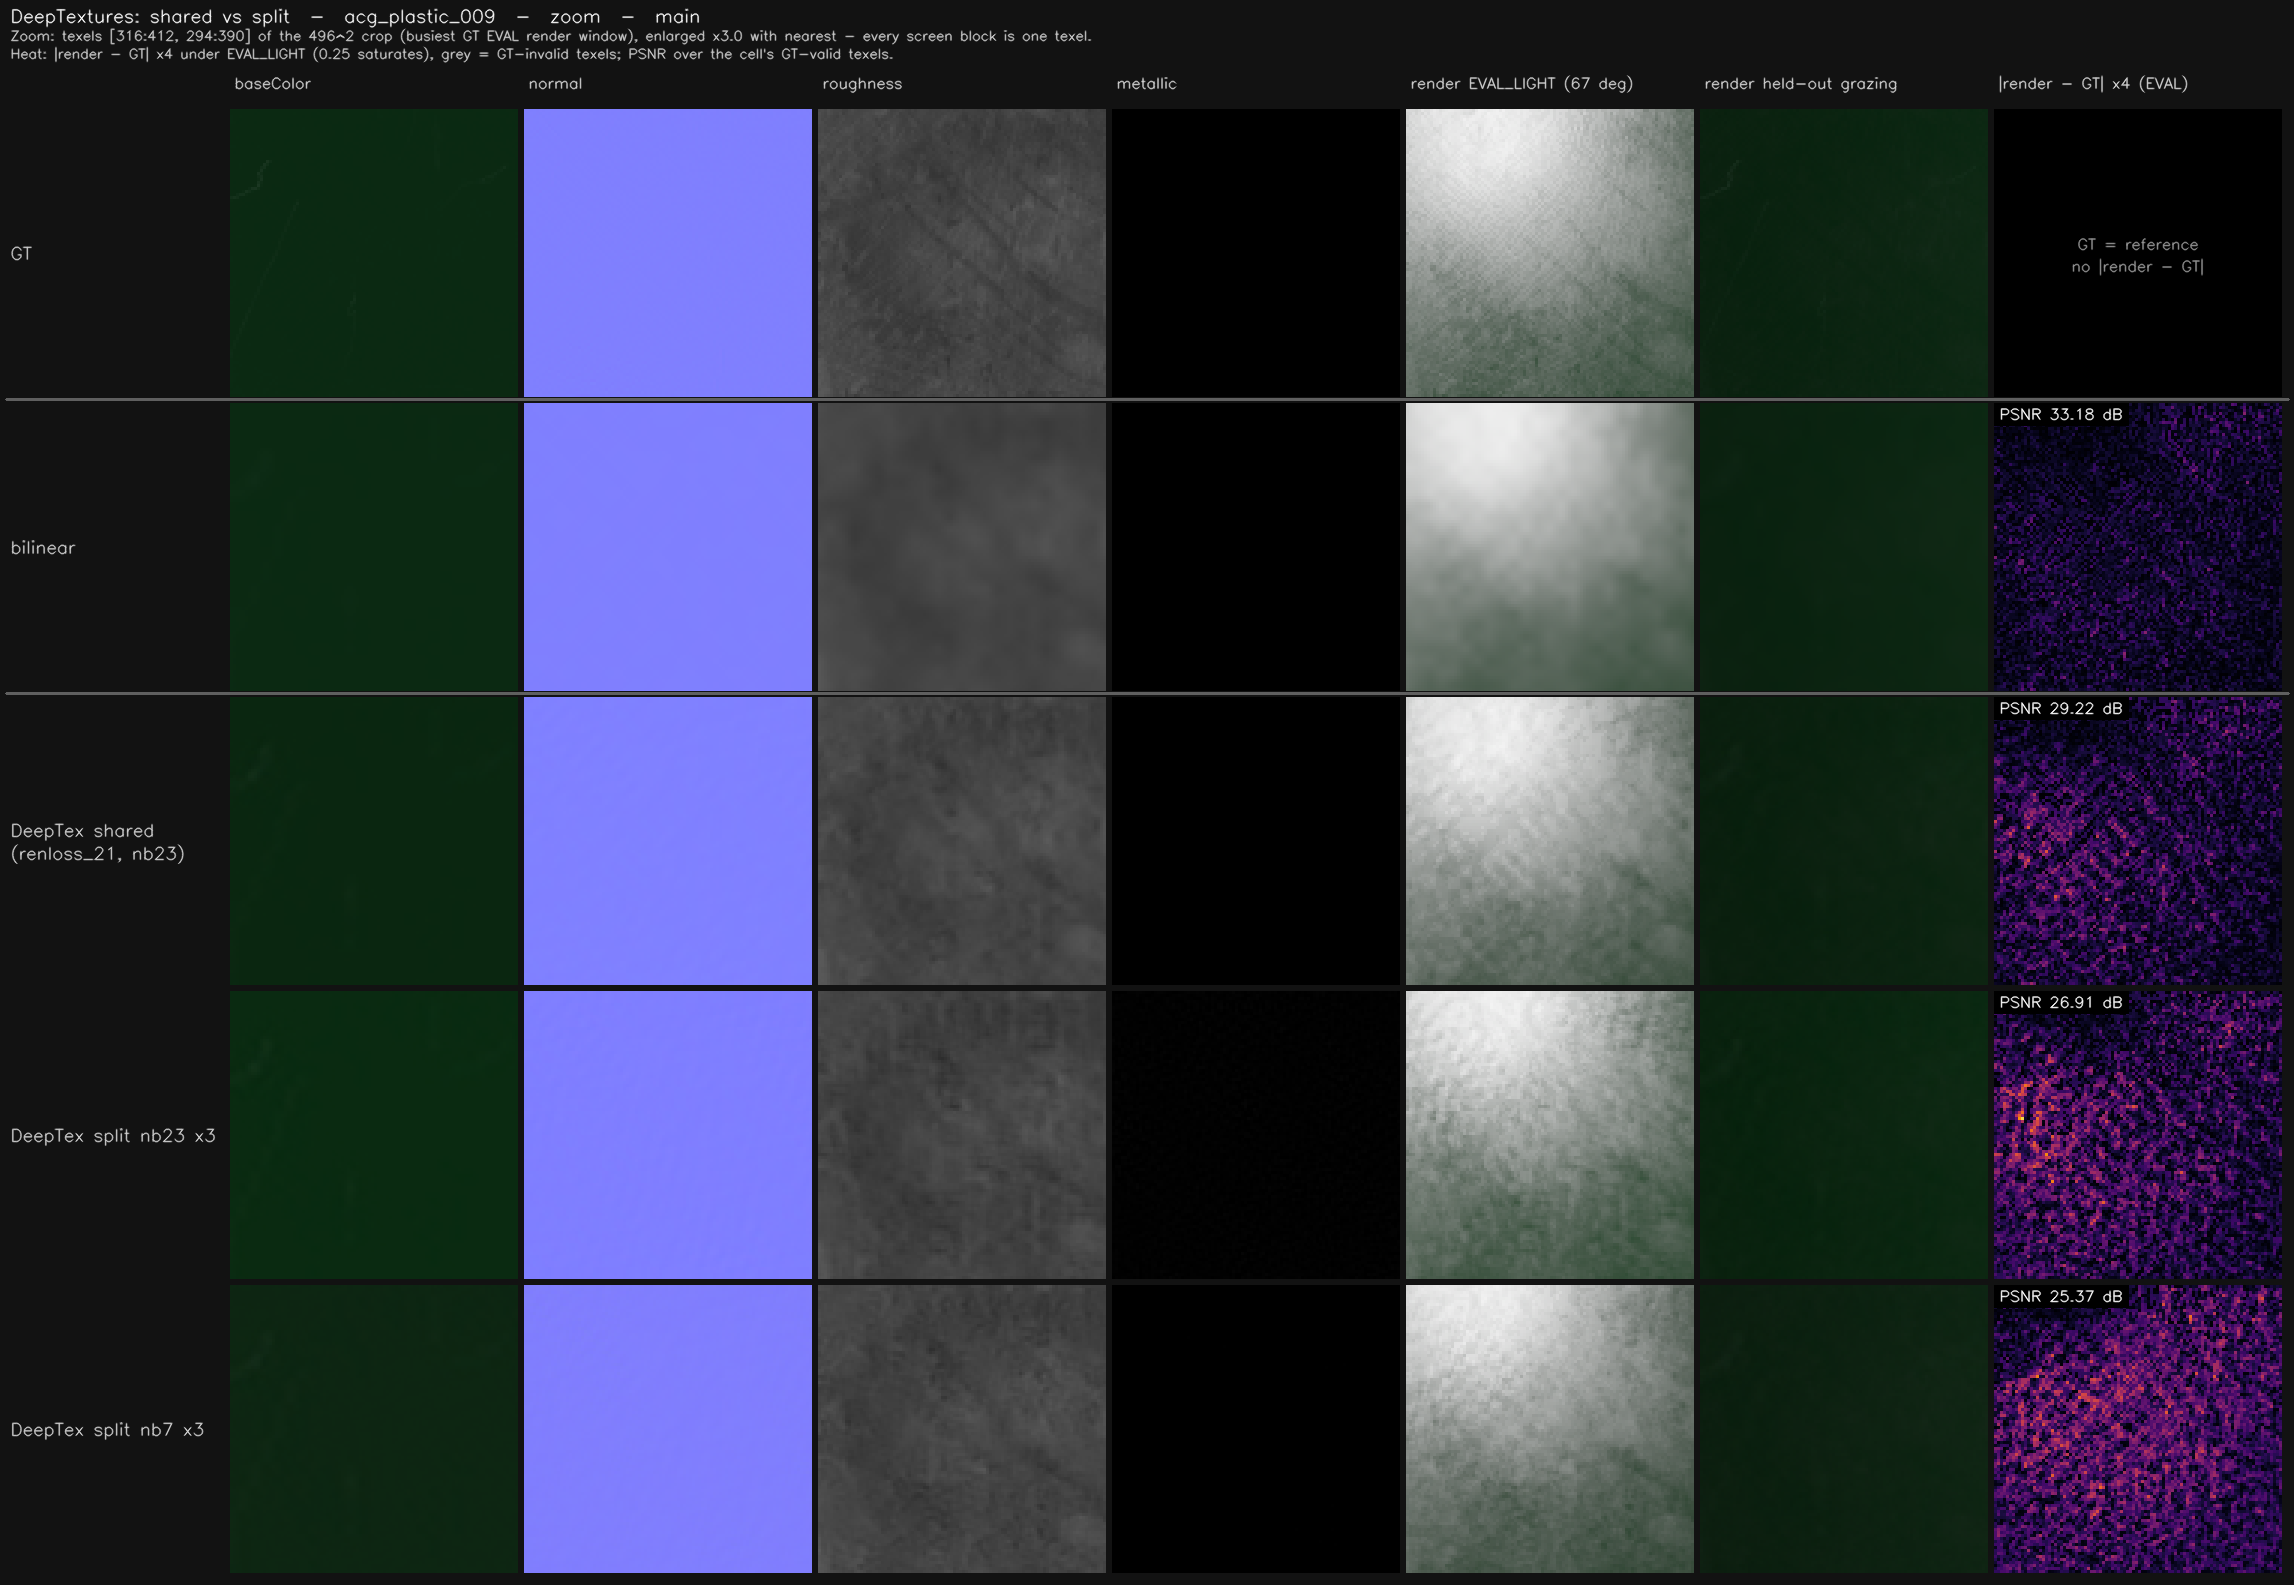 DeepTextures: shared vs split — acg_plastic_009 — zoom — main
Zoom: texels [316:412, 294:390] of the 496^2 crop (busiest GT EVAL render window), enlarged x3.0 with nearest — every screen block is one texel.
Heat: |render — GT| x4 under EVAL_LIGHT (0.25 saturates), grey = GT-invalid texels; PSNR over the cell's GT-valid texels.
baseColor normal roughness metallic render EVAL_LIGHT (67 deg) render held-out grazing |render — GT| x4 (EVAL)
GT
GT = reference
no |render — GT|
bilinear
PSNR 33.18 dB
DeepTex shared
(renloss_21, nb23)
PSNR 29.22 dB
DeepTex split nb23 x3
PSNR 26.91 dB
DeepTex split nb7 x3
PSNR 25.37 dB